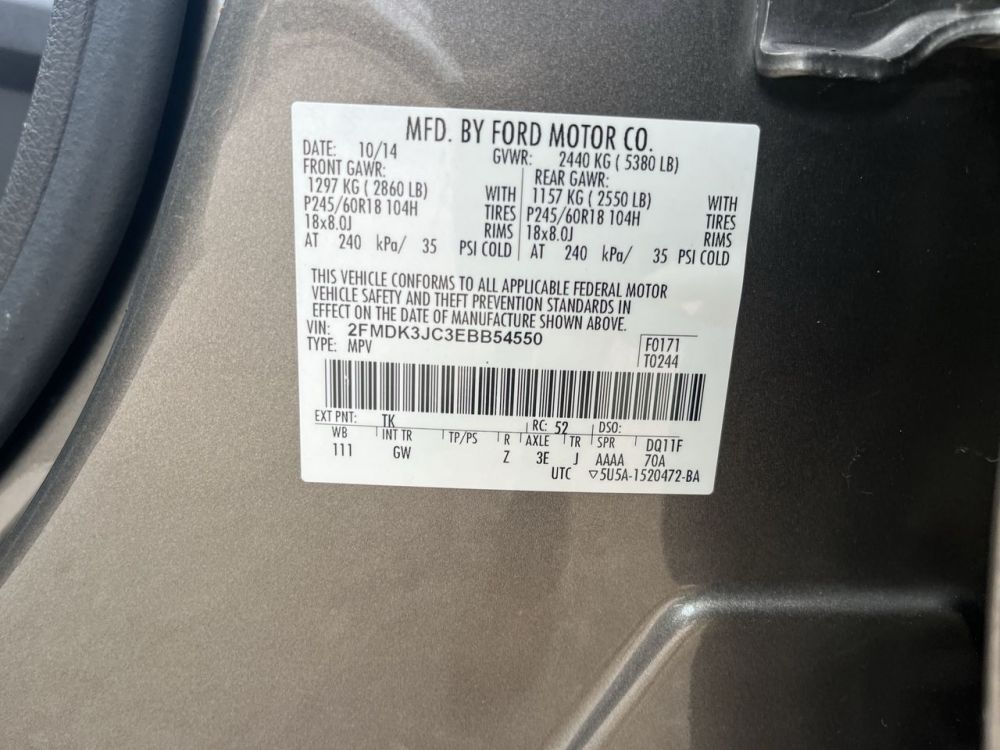 MFD. BY FORD MOTOR CO.
DATE: 10/14 GVWR: 2440 KG ( 5380 LB)
FRONT GAWR: REAR GAWR:
1297 KG ( 2860 LB) WITH 1157 KG ( 2550 LB) WITH
P245/60R18 104H TIRES P245/60R18 104H TIRES
18x8.0J RIMS 18x8.0J RIMS
AT 240 kPa/ 35 PSI COLD AT 240 kPa/ 35 PSI COLD
THIS VEHICLE CONFORMS TO ALL APPLICABLE FEDERAL MOTOR
VEHICLE SAFETY AND THEFT PREVENTION STANDARDS IN
EFFECT ON THE DATE OF MANUFACTURE SHOWN ABOVE.
VIN: 2FMDK3JC3EBB54550 F0171
TYPE: MPV T0244
EXT PNT: TK RC: 52 DSO:
WB INT TR TP/PS R AXLE TR SPR DQ11F
111 GW Z 3E J AAAA 70A
UTC ▽5U5A-1520472-BA